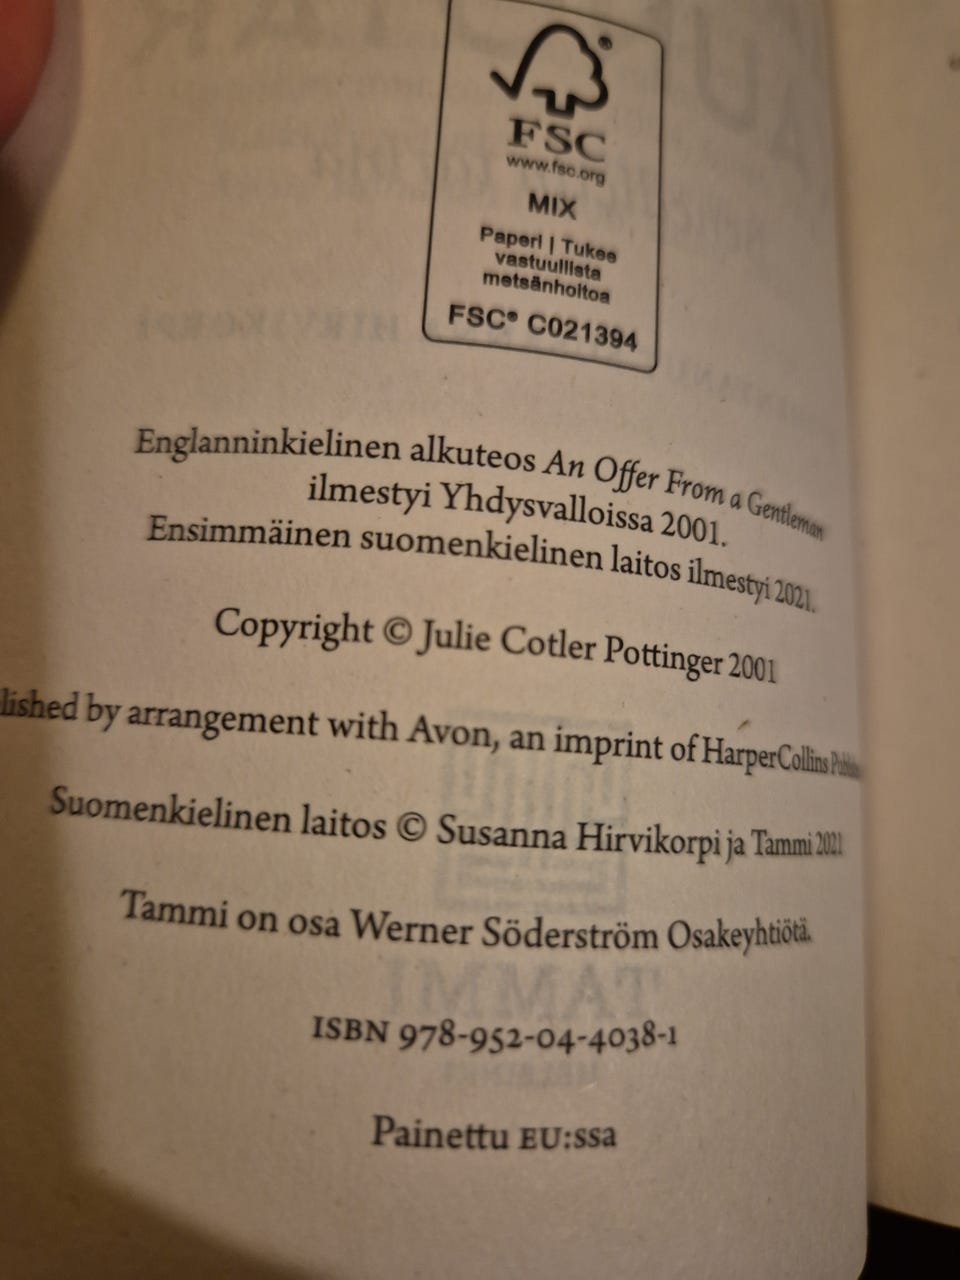 FSC
www.fsc.org
MIX
Paperi | Tukee
vastuullista
metsänhoitoa
FSC® C021394
Englanninkielinen alkuteos An Offer From a Gentleman
ilmestyi Yhdysvalloissa 2001.
Ensimmäinen suomenkielinen laitos ilmestyi 2021.
Copyright © Julie Cotler Pottinger 2001
lished by arrangement with Avon, an imprint of HarperCollins
Suomenkielinen laitos © Susanna Hirvikorpi ja Tammi 2021
Tammi on osa Werner Söderström Osakeyhtiötä.
ISBN 978-952-04-4038-1
Painettu EU:ssa